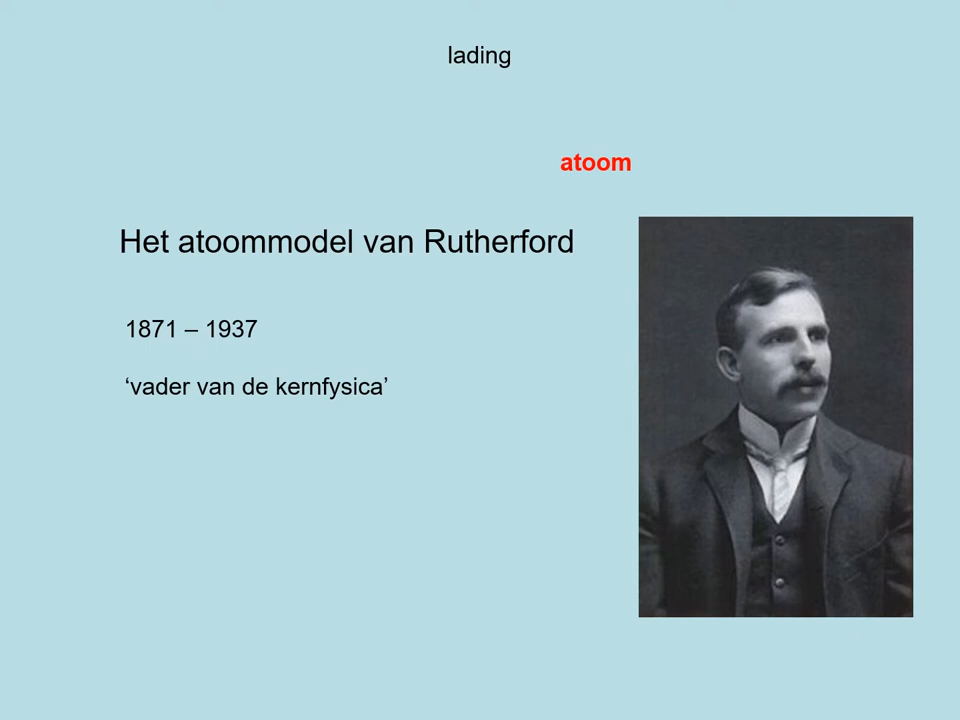 lading
atoom
Het atoommodel van Rutherford
1871 – 1937
‘vader van de kernfysica’